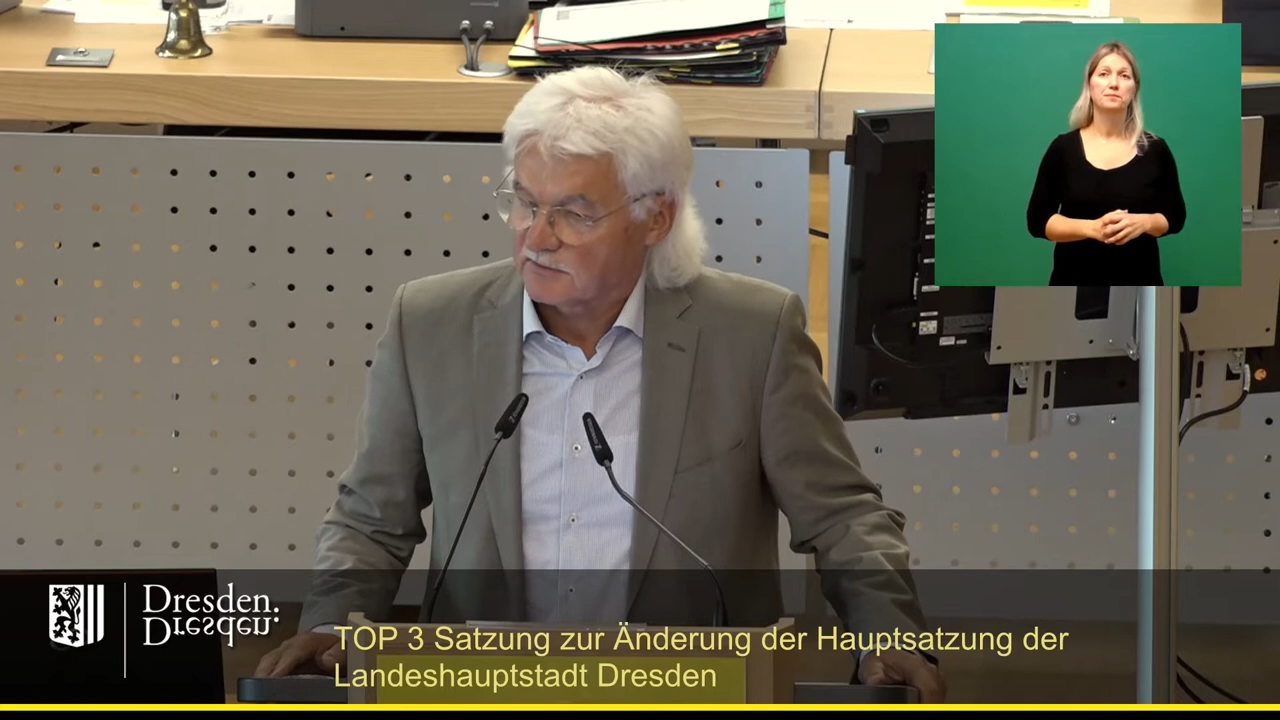 Dresden.
Dresden.
TOP 3 Satzung zur Änderung der Hauptsatzung der
Landeshauptstadt Dresden